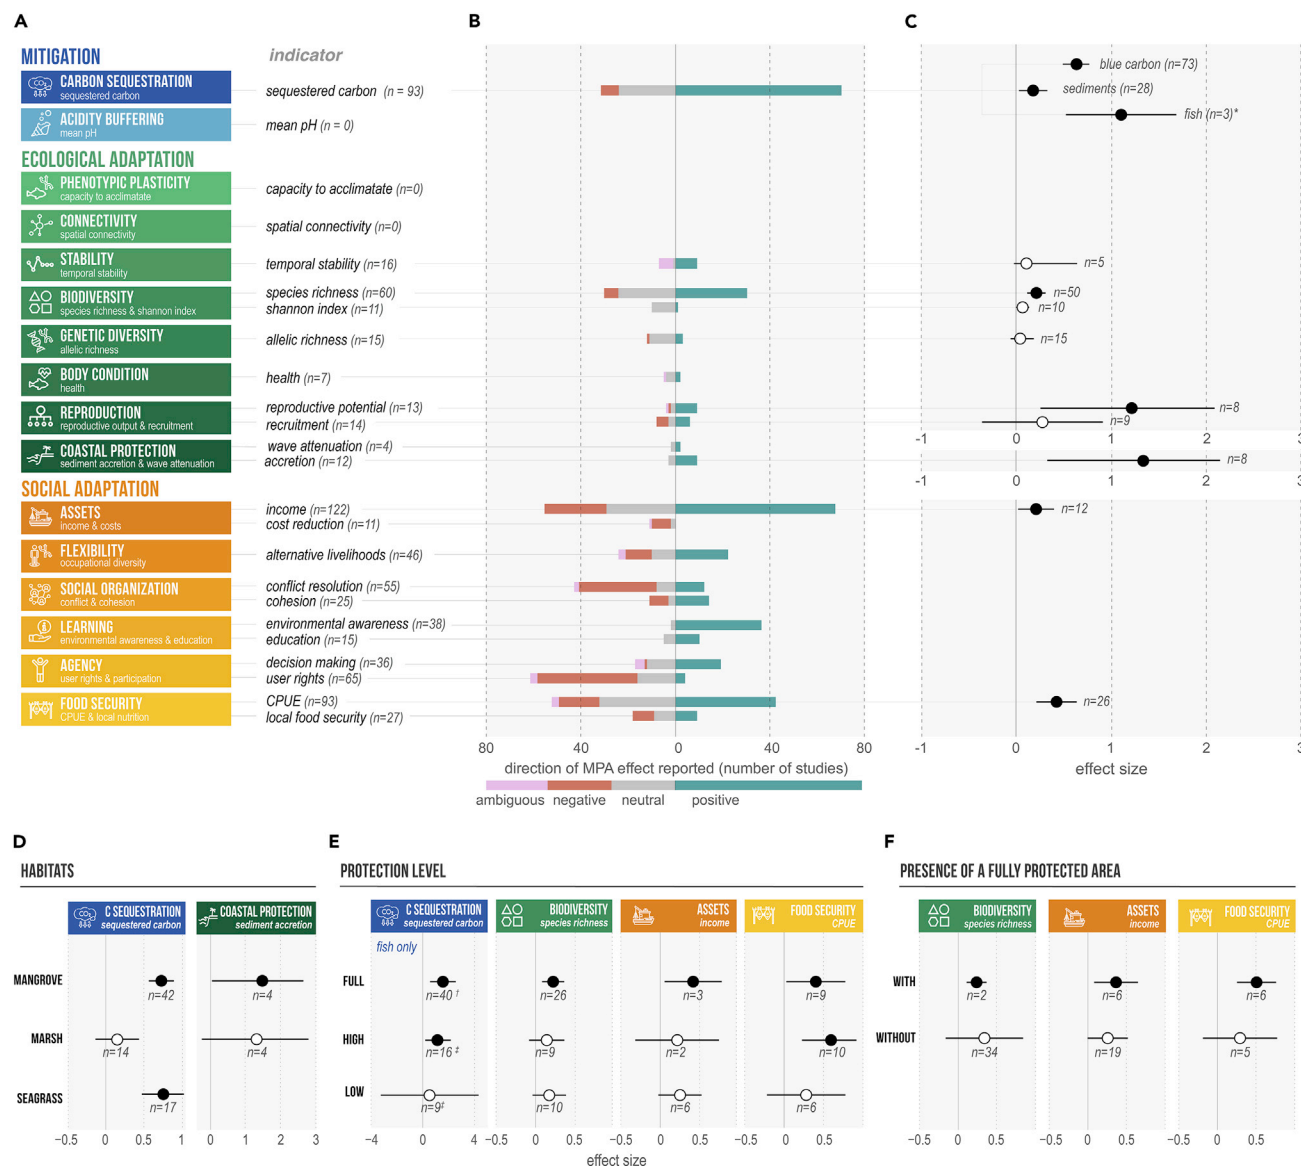 A
B
C
MITIGATION
indicator
CARBON SEQUESTRATION
sequestered carbon
sequestered carbon (n = 93)
ACIDITY BUFFERING
mean pH
mean pH (n = 0)
ECOLOGICAL ADAPTATION
PHENOTYPIC PLASTICITY
capacity to acclimatate
capacity to acclimatate (n=0)
CONNECTIVITY
spatial connectivity
spatial connectivity (n=0)
STABILITY
temporal stability
temporal stability (n=16)
BIODIVERSITY
species richness & shannon index
species richness (n=60)
shannon index (n=11)
GENETIC DIVERSITY
allelic richness
allelic richness (n=15)
BODY CONDITION
health
health (n=7)
REPRODUCTION
reproductive output & recruitment
reproductive potential (n=13)
recruitment (n=14)
COASTAL PROTECTION
sediment accretion & wave attenuation
wave attenuation (n=4)
accretion (n=12)
SOCIAL ADAPTATION
ASSETS
income & costs
income (n=122)
cost reduction (n=11)
FLEXIBILITY
occupational diversity
alternative livelihoods (n=46)
SOCIAL ORGANIZATION
conflict & cohesion
conflict resolution (n=55)
cohesion (n=25)
LEARNING
environmental awareness & education
environmental awareness (n=38)
education (n=15)
AGENCY
user rights & participation
decision making (n=36)
user rights (n=65)
FOOD SECURITY
CPUE & local nutrition
CPUE (n=93)
local food security (n=27)
80 40 0 40 80
direction of MPA effect reported (number of studies)
ambiguous negative neutral positive
blue carbon (n=73)
sediments (n=28)
fish (n=3)*
n=5
n=50
n=10
n=15
n=8
n=9
-1 0 1 2 3
n=8
-1 0 1 2 3
n=12
n=26
-1 0 1 2 3
effect size
D
HABITATS
C SEQUESTRATION
sequestered carbon
COASTAL PROTECTION
sediment accretion
MANGROVE
n=42
n=4
MARSH
n=14
n=4
SEAGRASS
n=17
−0.5 0 0.5 1
0 1 2 3
E
PROTECTION LEVEL
C SEQUESTRATION
sequestered carbon
BIODIVERSITY
species richness
ASSETS
income
FOOD SECURITY
CPUE
fish only
FULL
n=40 †
n=26
n=3
n=9
HIGH
n=16 ‡
n=9
n=2
n=10
LOW
n=9‡
n=10
n=6
n=6
−4 0 4
−0.5 0 0.5
−0.5 0 0.5
−0.5 0 0.5
effect size
F
PRESENCE OF A FULLY PROTECTED AREA
BIODIVERSITY
species richness
ASSETS
income
FOOD SECURITY
CPUE
WITH
n=2
n=6
n=6
WITHOUT
n=34
n=19
n=5
−0.5 0 0.5
−0.5 0 0.5
−0.5 0 0.5